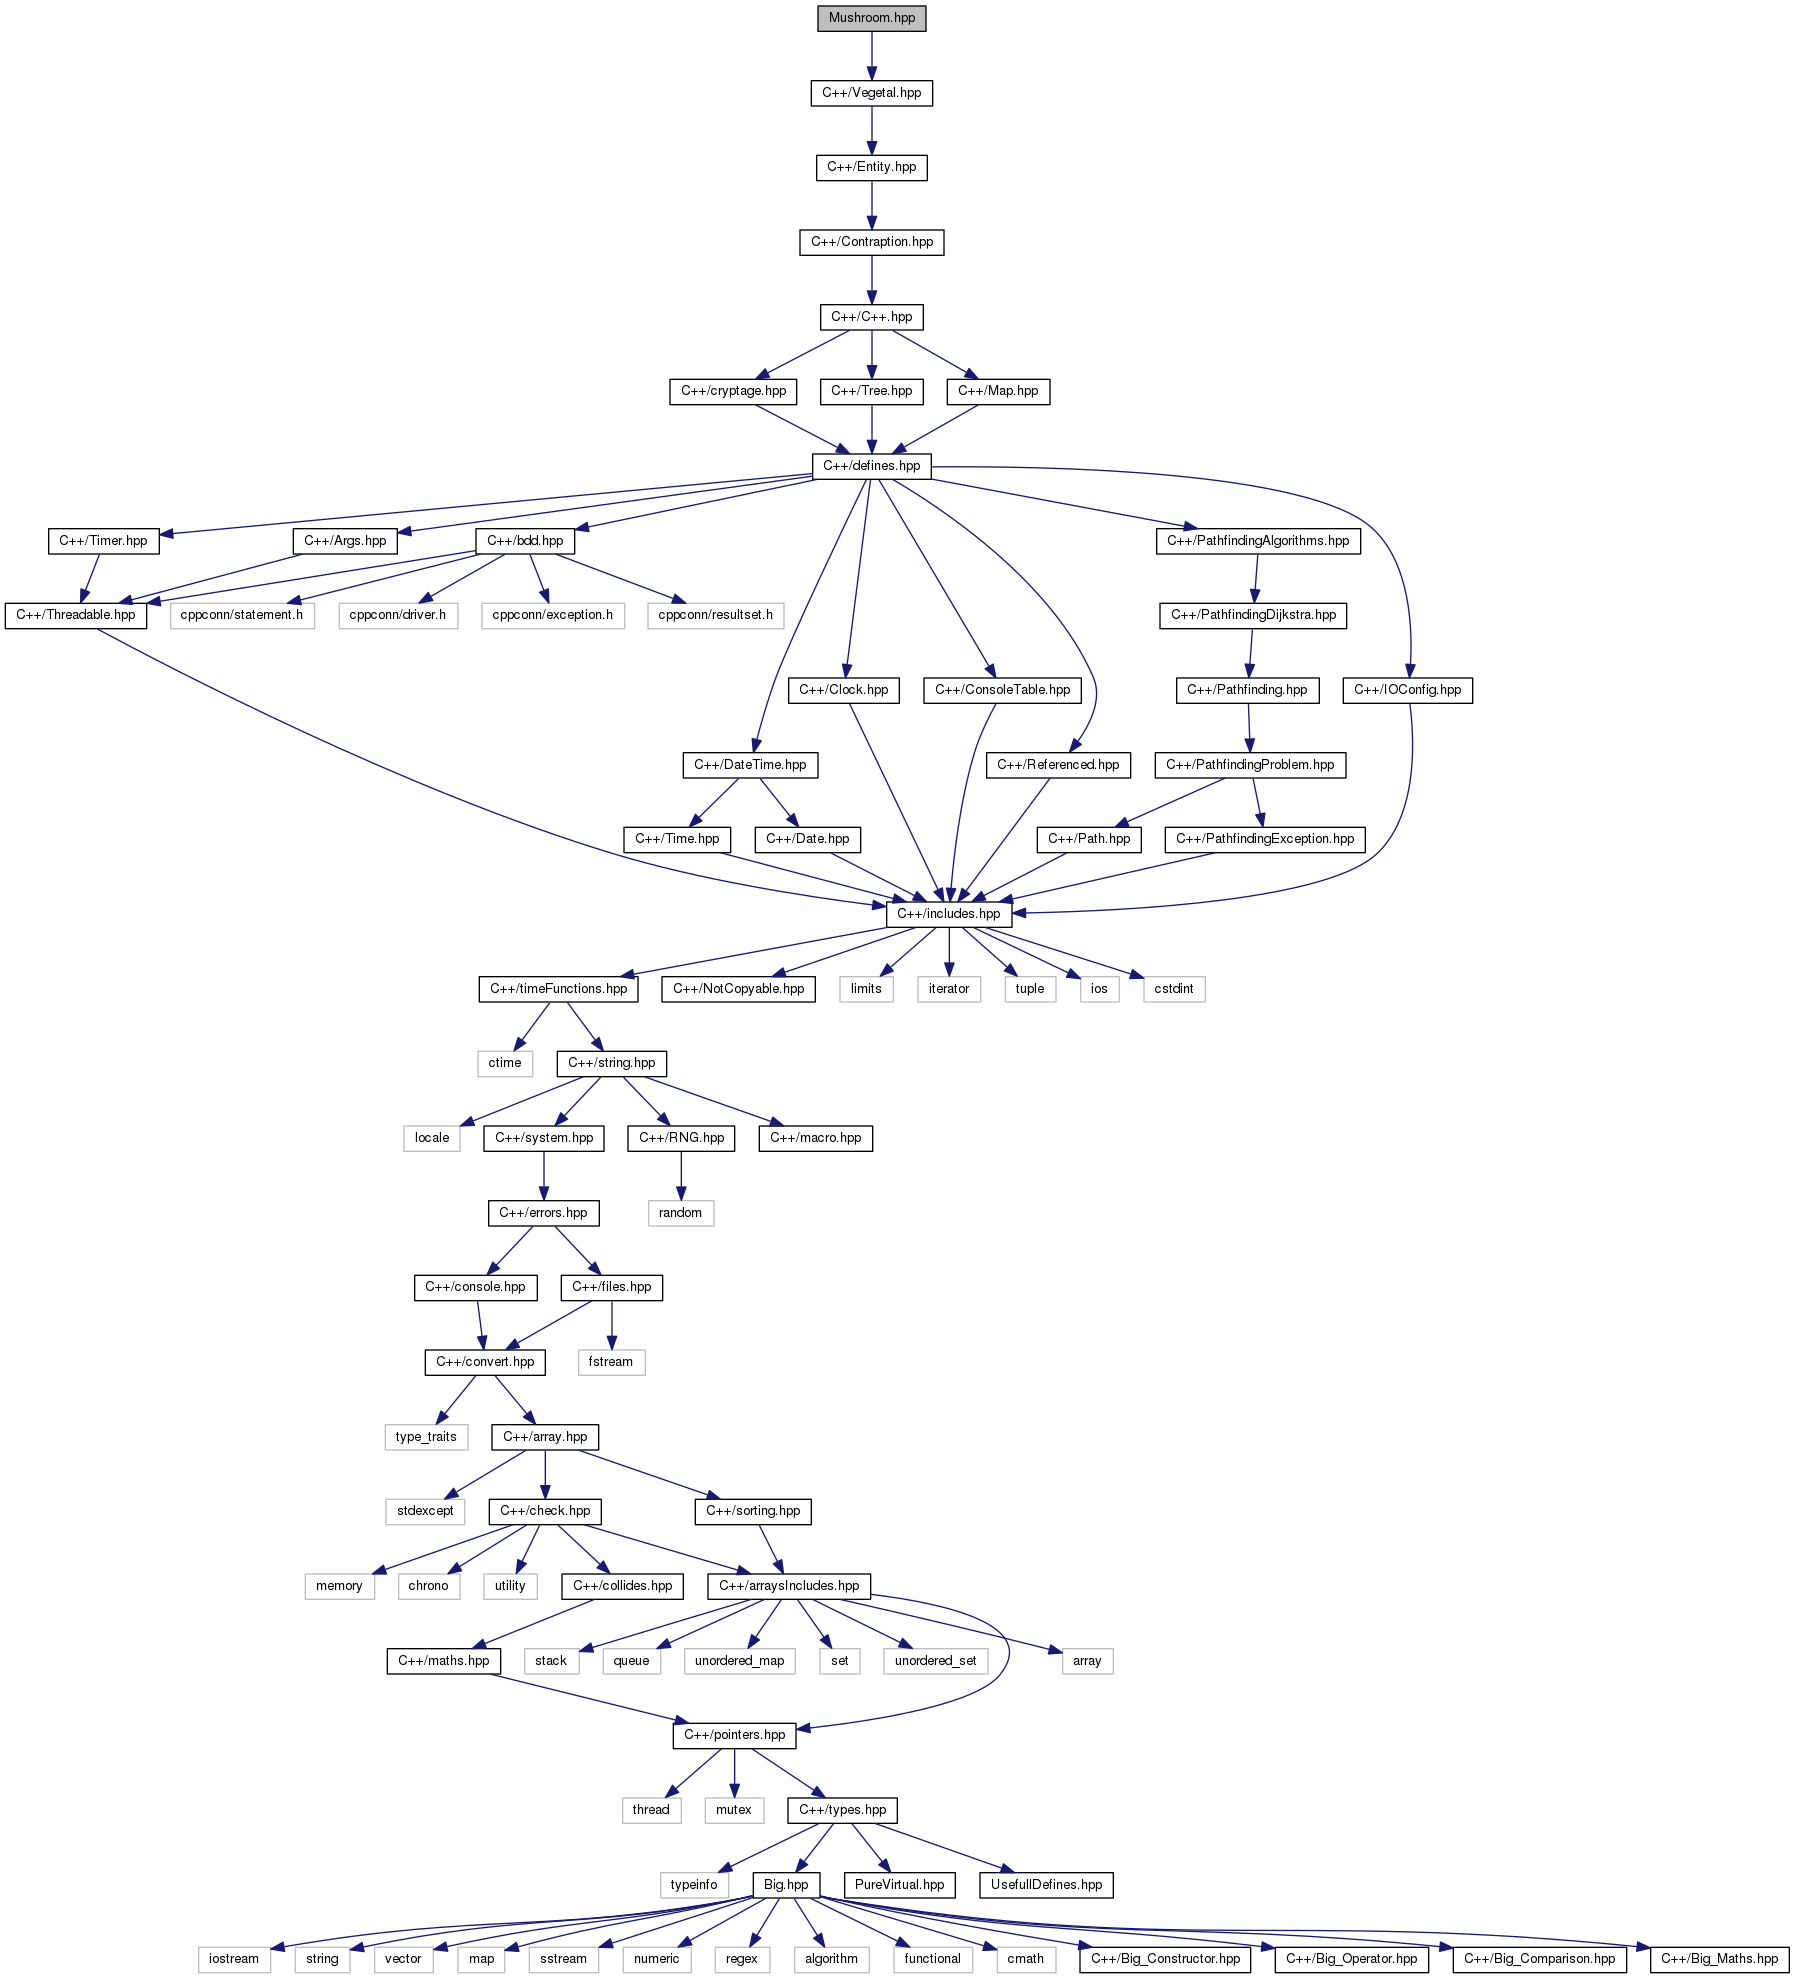 Mushroom.hpp
C++/Vegetal.hpp
C++/Entity.hpp
C++/Contraption.hpp
C++/C++.hpp
C++/cryptage.hpp
C++/Tree.hpp
C++/Map.hpp
C++/defines.hpp
C++/Timer.hpp
C++/Args.hpp
C++/bdd.hpp
C++/PathfindingAlgorithms.hpp
C++/Threadable.hpp
cppconn/statement.h
cppconn/driver.h
cppconn/exception.h
cppconn/resultset.h
C++/PathfindingDijkstra.hpp
C++/Clock.hpp
C++/ConsoleTable.hpp
C++/Pathfinding.hpp
C++/IOConfig.hpp
C++/DateTime.hpp
C++/Referenced.hpp
C++/PathfindingProblem.hpp
C++/Time.hpp
C++/Date.hpp
C++/Path.hpp
C++/PathfindingException.hpp
C++/includes.hpp
C++/timeFunctions.hpp
C++/NotCopyable.hpp
limits
iterator
tuple
ios
cstdint
ctime
C++/string.hpp
locale
C++/system.hpp
C++/RNG.hpp
C++/macro.hpp
C++/errors.hpp
random
C++/console.hpp
C++/files.hpp
C++/convert.hpp
fstream
type_traits
C++/array.hpp
stdexcept
C++/check.hpp
C++/sorting.hpp
memory
chrono
utility
C++/collides.hpp
C++/arraysIncludes.hpp
C++/maths.hpp
stack
queue
unordered_map
set
unordered_set
array
C++/pointers.hpp
thread
mutex
C++/types.hpp
typeinfo
Big.hpp
PureVirtual.hpp
UsefullDefines.hpp
iostream
string
vector
map
sstream
numeric
regex
algorithm
functional
cmath
C++/Big_Constructor.hpp
C++/Big_Operator.hpp
C++/Big_Comparison.hpp
C++/Big_Maths.hpp